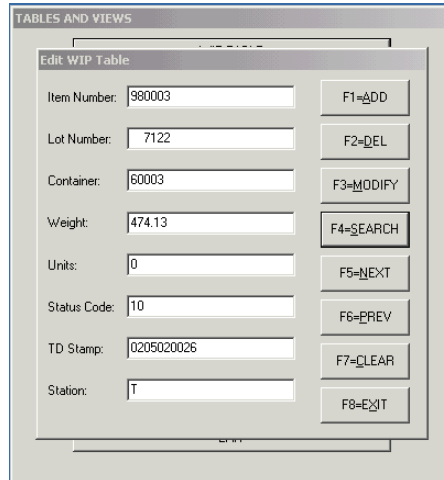 TABLES AND VIEWS
Edit WIP Table
Item Number: 980003 F1=ADD
Lot Number: 7122 F2=DEL
Container: 60003 F3=MODIFY
Weight: 474.13 F4=SEARCH
Units: 0 F5=NEXT
Status Code: 10 F6=PREV
TD Stamp: 0205020026 F7=CLEAR
Station: T F8=EXIT